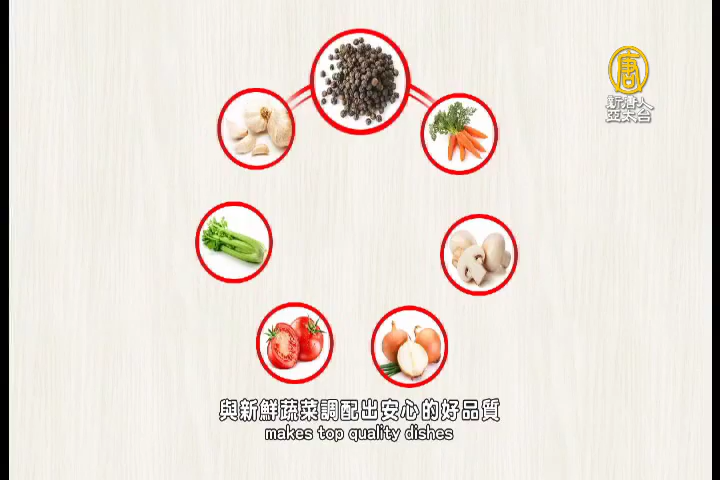 唐
新唐人
亞太台
與新鮮蔬菜調配出安心的好品質
makes top quality dishes